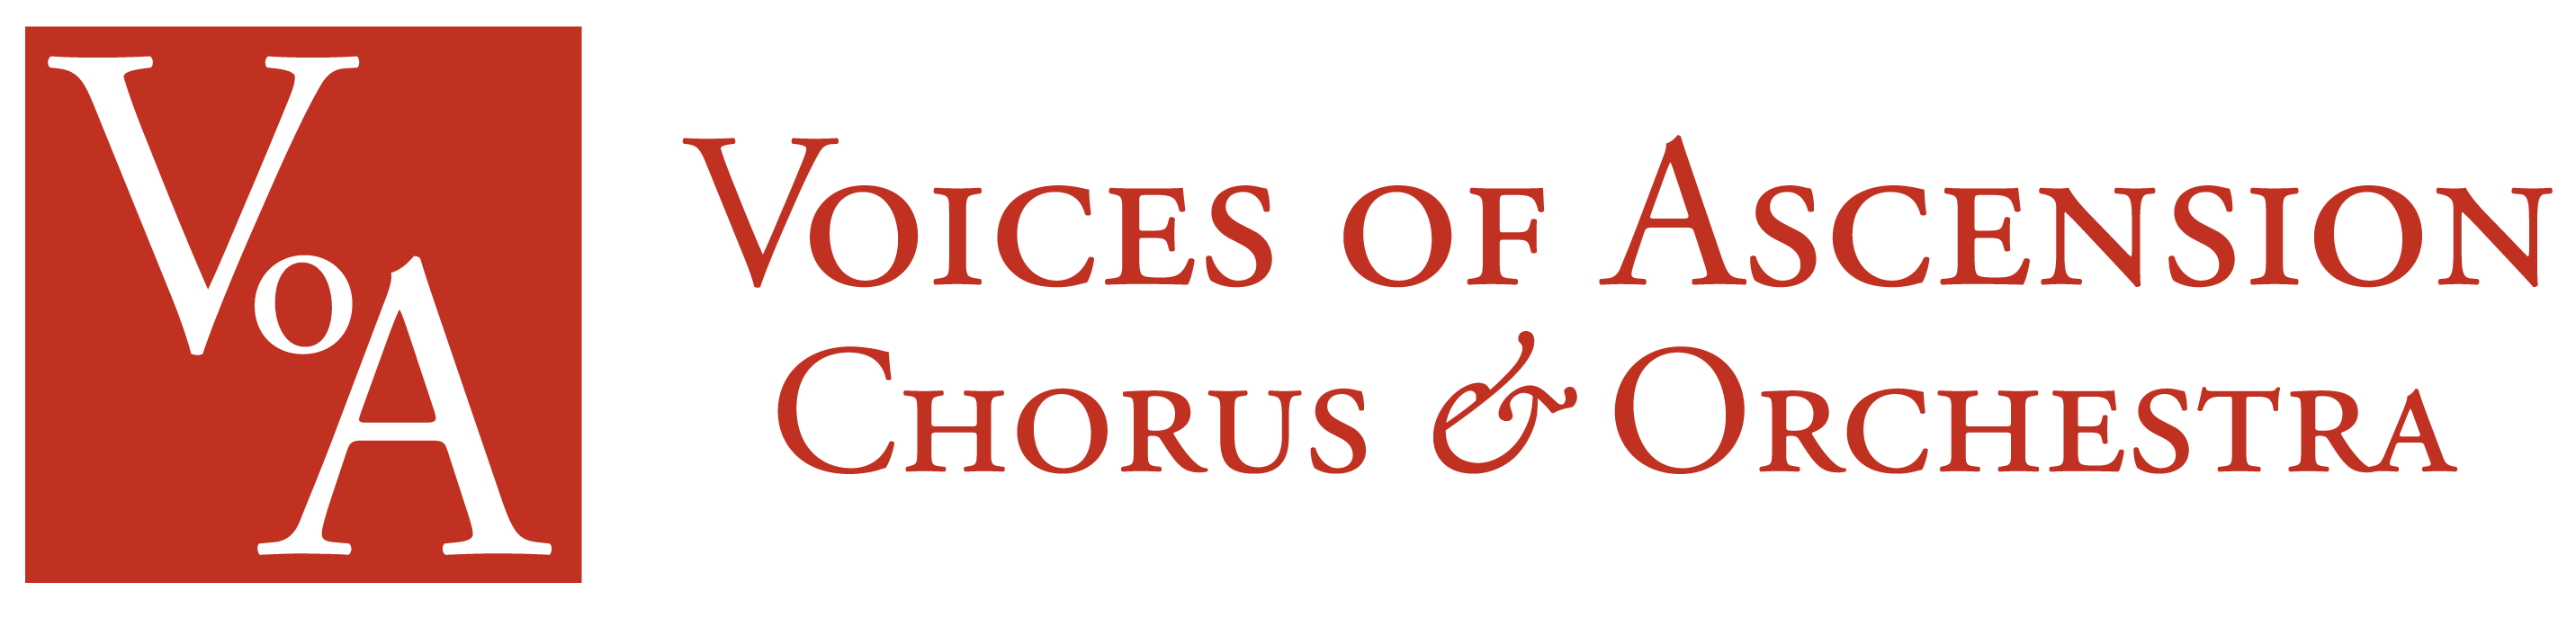 VoA
Voices of Ascension
Chorus & Orchestra